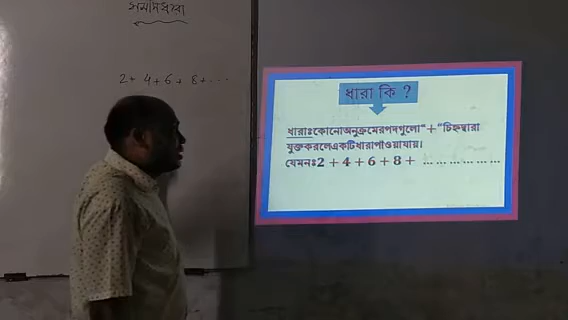 সমান্তর ধারা
2+ 4+6+ 8+...
ধারা কি ?
ধারাঃকোনোঅনুক্রমেরপদগুলো“+“চিহ্নদ্বারা
যুক্তকরলেএকটিধারাপাওয়াযায়।
যেমনঃ2 + 4 + 6 + 8 + ... ... ... ... ...